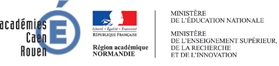 académies
Caen
Rouen
Liberté • Égalité • Fraternité
RÉPUBLIQUE FRANÇAISE
Région académique
NORMANDIE
MINISTÈRE
DE L'ÉDUCATION NATIONALE
MINISTÈRE
DE L'ENSEIGNEMENT SUPÉRIEUR,
DE LA RECHERCHE
ET DE L'INNOVATION